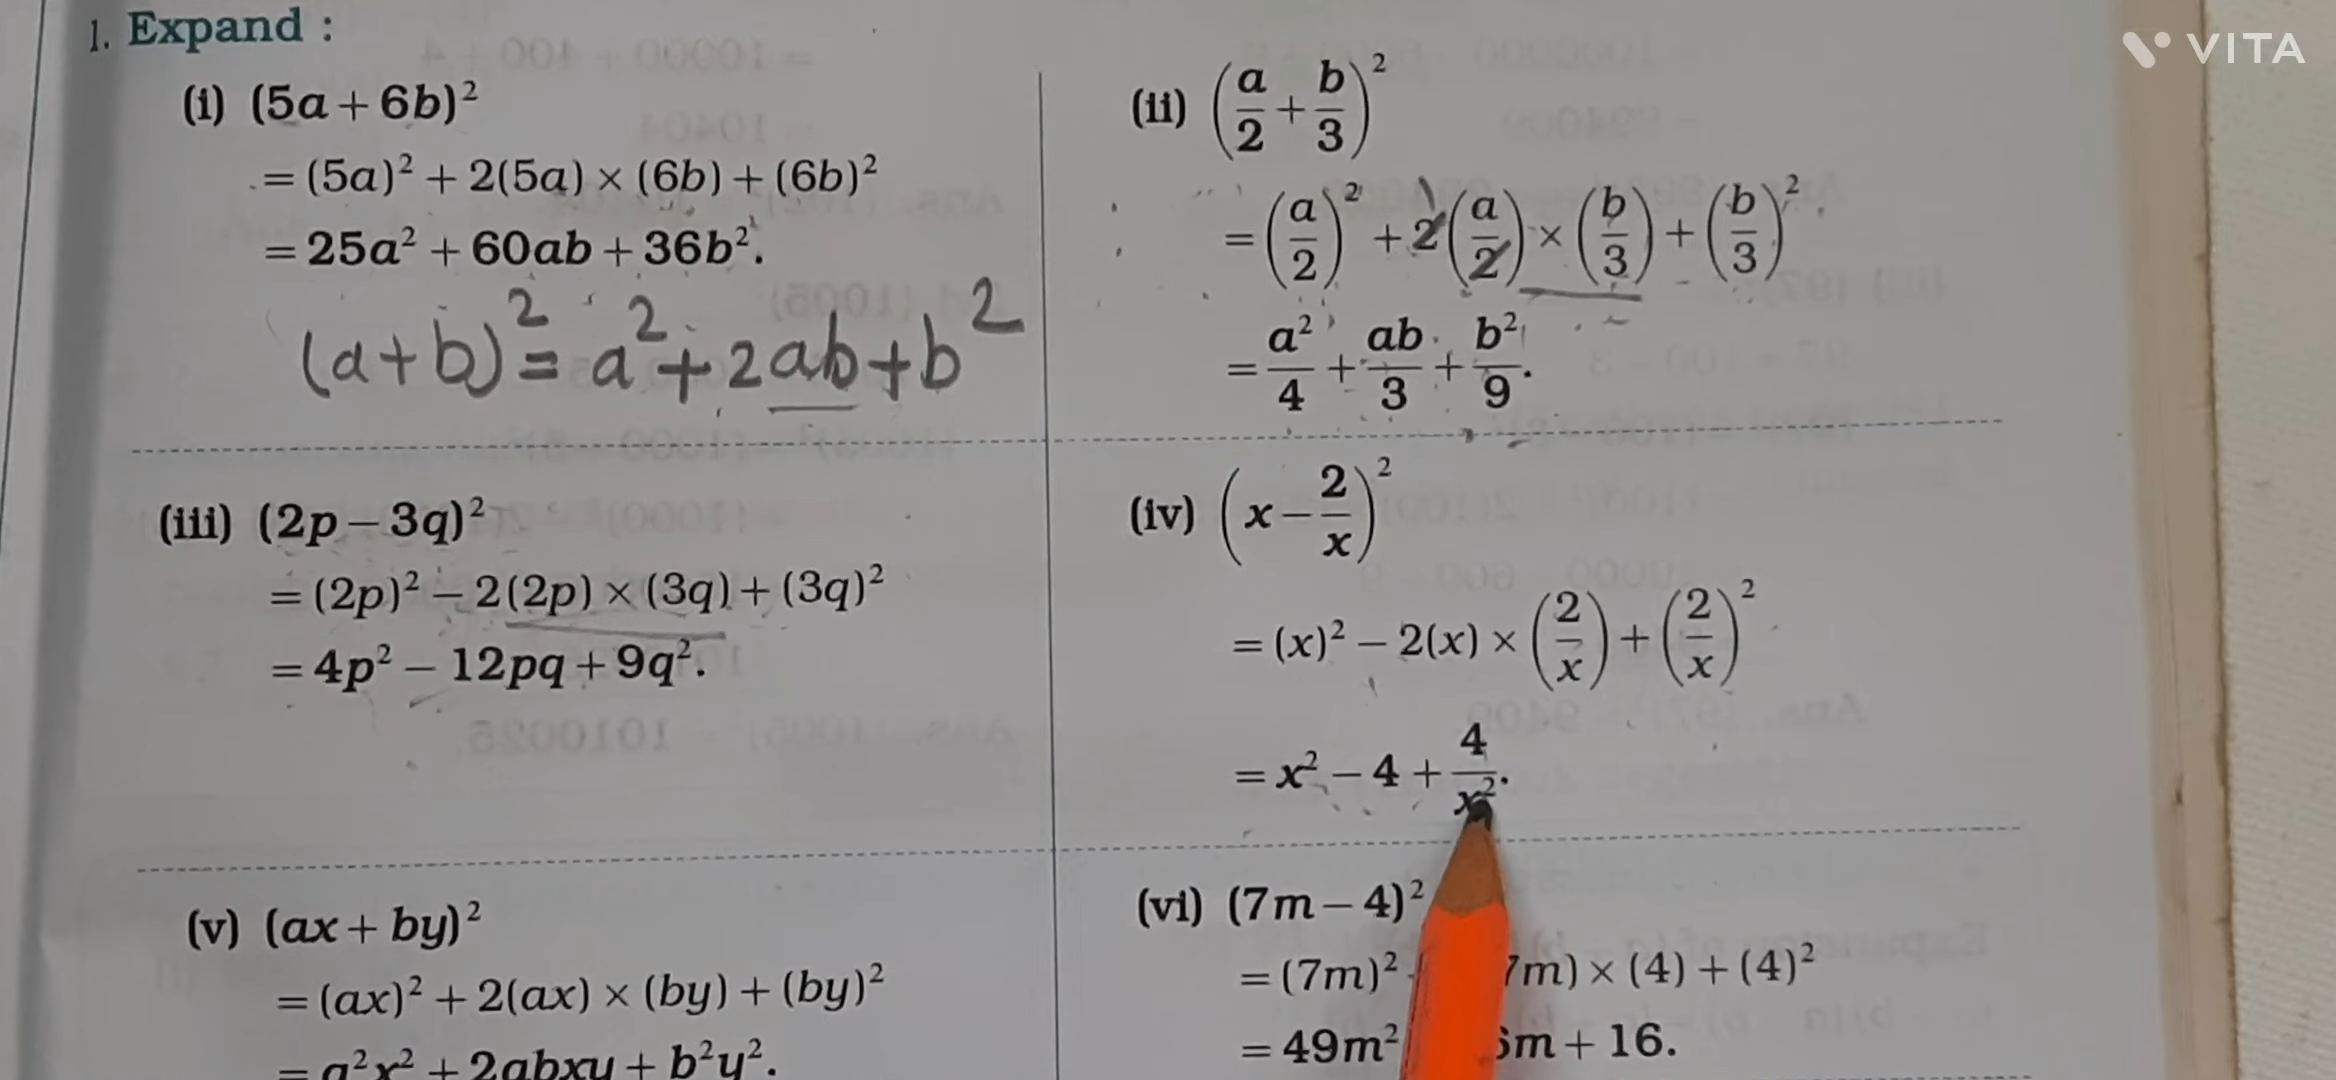 VITA
1. Expand :
(i) (5a + 6b)²
= (5a)² + 2(5a) × (6b) + (6b)²
= 25a² + 60ab + 36b².
(a+b)² = a² + 2ab + b²
(ii) (a/2 + b/3)²
= (a/2)² + 2(a/2) × (b/3) + (b/3)²
= a²/4 + ab/3 + b²/9.
(iii) (2p – 3q)²
= (2p)² – 2(2p) × (3q) + (3q)²
= 4p² – 12pq + 9q².
(iv) (x – 2/x)²
= (x)² – 2(x) × (2/x) + (2/x)²
= x² – 4 + 4/x².
(v) (ax + by)²
= (ax)² + 2(ax) × (by) + (by)²
= a²x² + 2abxy + b²y².
(vi) (7m – 4)²
= (7m)² 7m) × (4) + (4)²
= 49m² 6m + 16.